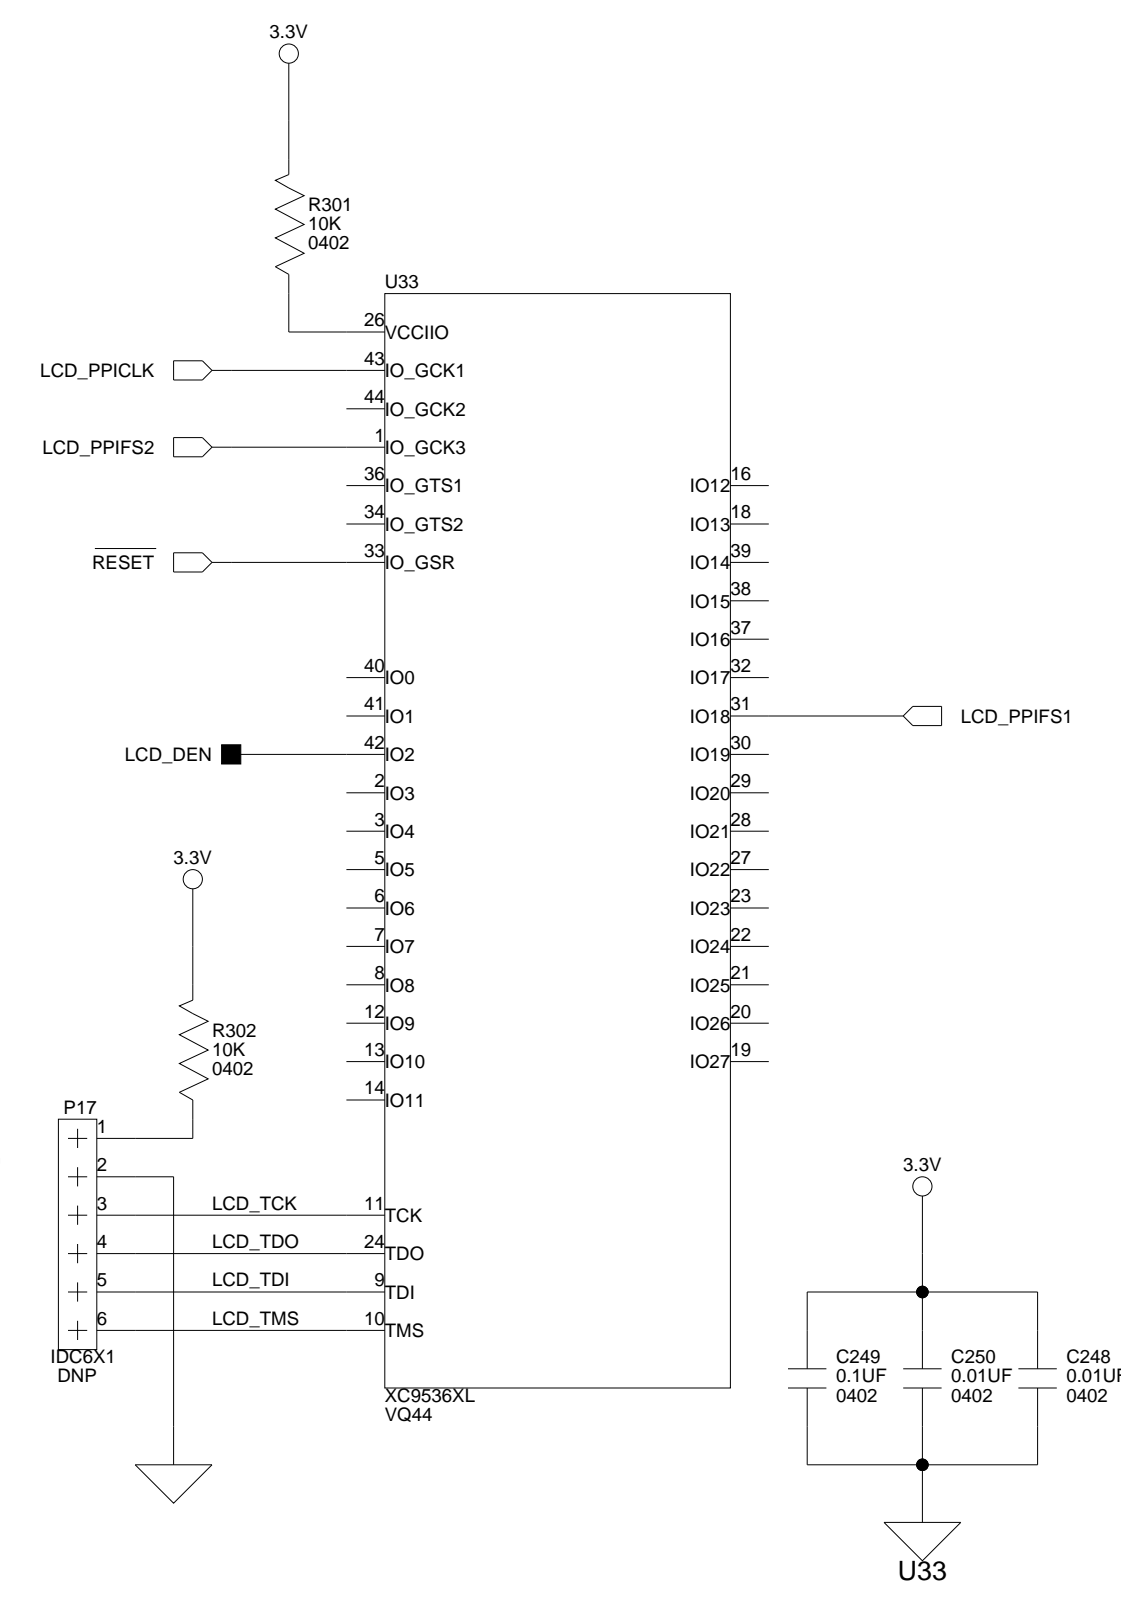 3.3V
R301
10K
0402
U33
26
VCCIIO
LCD_PPICLK
43
IO_GCK1
44
IO_GCK2
LCD_PPIFS2
1
IO_GCK3
36
IO_GTS1
IO12
16
34
IO_GTS2
IO13
18
RESET
33
IO_GSR
IO14
39
IO15
38
IO16
37
40
IO0
IO17
32
41
IO1
IO18
31
LCD_PPIFS1
LCD_DEN
42
IO2
IO19
30
2
IO3
IO20
29
3
IO4
IO21
28
3.3V
5
IO5
IO22
27
6
IO6
IO23
23
7
IO7
IO24
22
8
IO8
IO25
21
R302
10K
0402
12
IO9
IO26
20
13
IO10
IO27
19
14
IO11
P17
1
2
3
LCD_TCK
11
TCK
4
LCD_TDO
24
TDO
5
LCD_TDI
9
TDI
6
LCD_TMS
10
TMS
IDC6X1
DNP
XC9536XL
VQ44
3.3V
C249
0.1UF
0402
C250
0.01UF
0402
C248
0.01UF
0402
U33